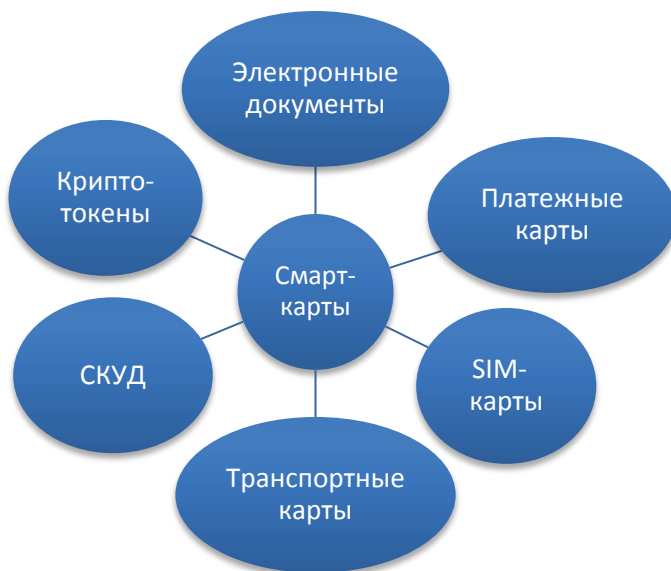 Электронные
документы
Крипто-
токены
Платежные
карты
Смарт-
карты
СКУД
SIM-
карты
Транспортные
карты